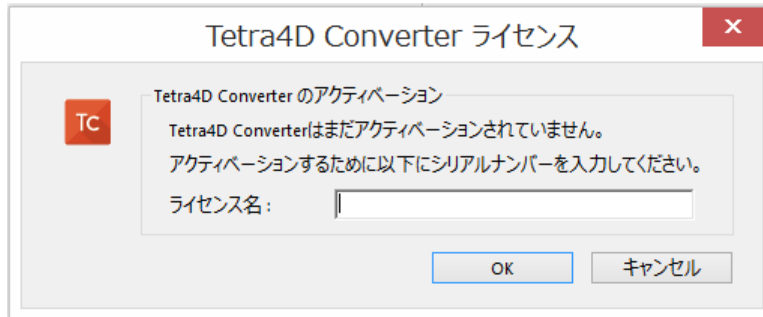 Tetra4D Converter ライセンス
x
Tetra4D Converter のアクティベーション
TC
Tetra4D Converterはまだアクティベーションされていません。
アクティベーションするために以下にシリアルナンバーを入力してください。
ライセンス名：
OK
キャンセル